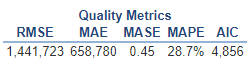 Quality Metrics
RMSE MAE MASE MAPE AIC
1,441,723 658,780 0.45 28.7% 4,856